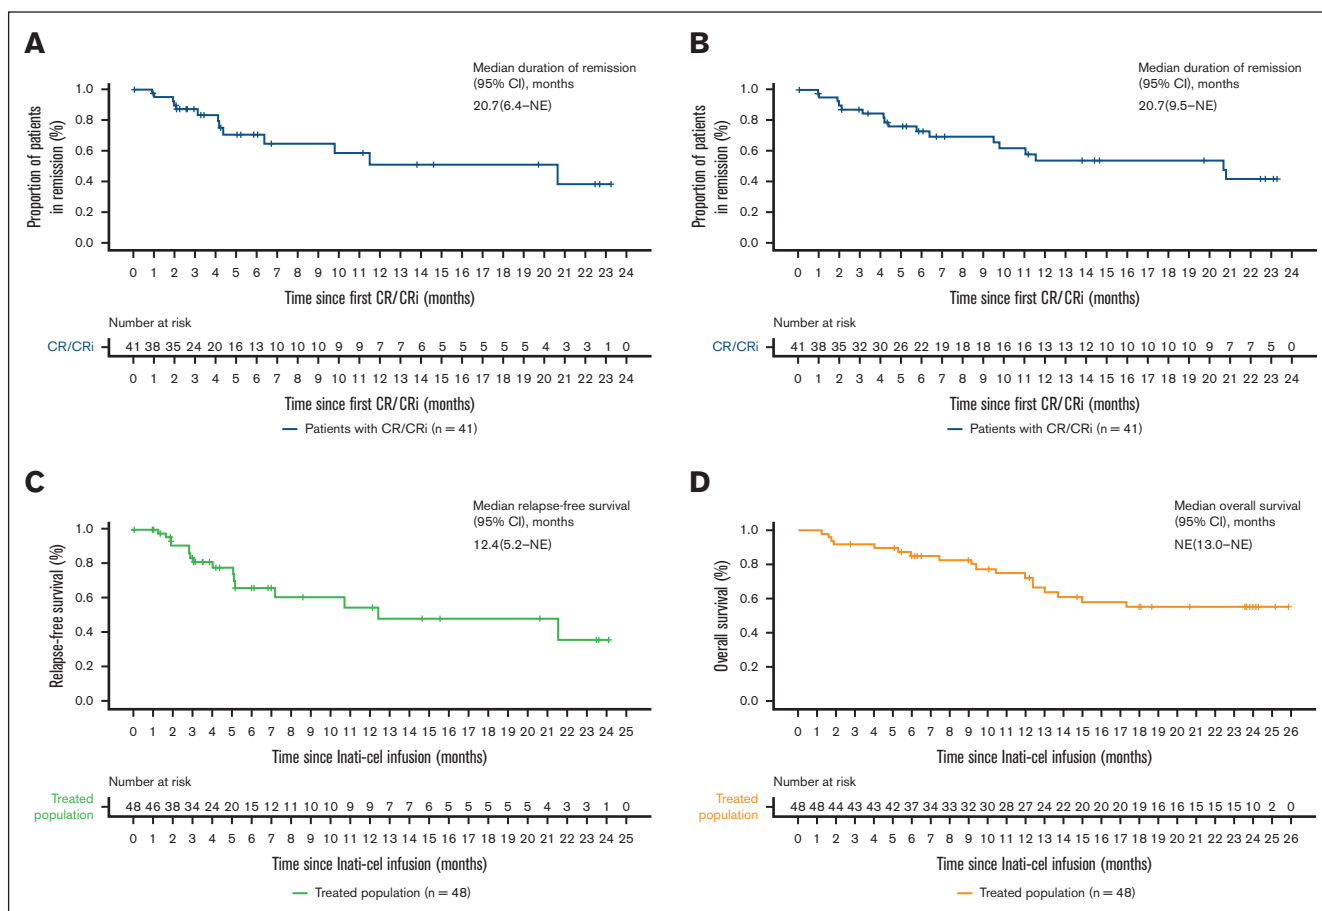 A
Median duration of remission
(95% CI), months
20.7(6.4–NE)
Proportion of patients
in remission (%)
1.0
0.8
0.6
0.4
0.2
0.0
0 1 2 3 4 5 6 7 8 9 10 11 12 13 14 15 16 17 18 19 20 21 22 23 24
Time since first CR/CRi (months)
Number at risk
CR/CRi 41 38 35 24 20 16 13 10 10 10 9 9 7 7 6 5 5 5 5 5 4 3 3 1 0
0 1 2 3 4 5 6 7 8 9 10 11 12 13 14 15 16 17 18 19 20 21 22 23 24
Time since first CR/CRi (months)
Patients with CR/CRi (n = 41)
B
Median duration of remission
(95% CI), months
20.7(9.5–NE)
Proportion of patients
in remission (%)
1.0
0.8
0.6
0.4
0.2
0.0
0 1 2 3 4 5 6 7 8 9 10 11 12 13 14 15 16 17 18 19 20 21 22 23 24
Time since first CR/CRi (months)
Number at risk
CR/CRi 41 38 35 32 30 26 22 19 18 18 16 16 13 13 12 10 10 10 10 10 9 7 7 5 0
0 1 2 3 4 5 6 7 8 9 10 11 12 13 14 15 16 17 18 19 20 21 22 23 24
Time since first CR/CRi (months)
Patients with CR/CRi (n = 41)
C
Median relapse-free survival
(95% CI), months
12.4(5.2–NE)
Relapse-free survival (%)
1.0
0.8
0.6
0.4
0.2
0.0
0 1 2 3 4 5 6 7 8 9 10 11 12 13 14 15 16 17 18 19 20 21 22 23 24 25
Time since Inati-cel infusion (months)
Number at risk
Treated
population
48 46 38 34 24 20 15 12 11 10 10 9 9 7 7 6 5 5 5 5 5 4 3 3 1 0
0 1 2 3 4 5 6 7 8 9 10 11 12 13 14 15 16 17 18 19 20 21 22 23 24 25
Time since Inati-cel infusion (months)
Treated population (n = 48)
D
Median overall survival
(95% CI), months
NE(13.0–NE)
Overall survival (%)
1.0
0.8
0.6
0.4
0.2
0.0
0 1 2 3 4 5 6 7 8 9 10 11 12 13 14 15 16 17 18 19 20 21 22 23 24 25 26
Time since Inati-cel infusion (months)
Number at risk
Treated
population
48 48 44 43 43 42 37 34 33 32 30 28 27 24 22 20 20 20 19 16 16 15 15 15 10 2 0
0 1 2 3 4 5 6 7 8 9 10 11 12 13 14 15 16 17 18 19 20 21 22 23 24 25 26
Time since Inati-cel infusion (months)
Treated population (n = 48)